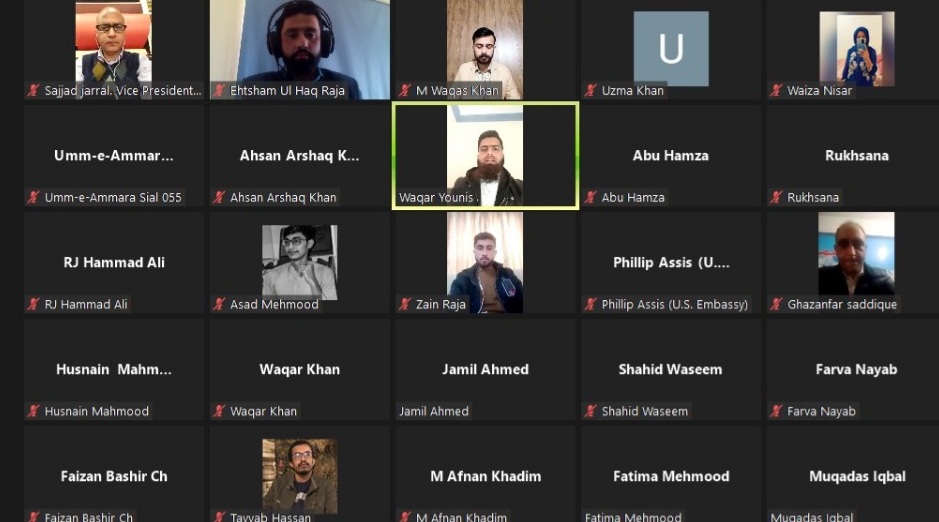 U
Sajjad jarral. Vice President...
Ehtsham Ul Haq Raja
M Waqas Khan
Uzma Khan
Waiza Nisar
Umm-e-Ammar...
Ahsan Arshaq K...
Abu Hamza
Rukhsana
Umm-e-Ammara Sial 055
Ahsan Arshaq Khan
Waqar Younis
Abu Hamza
Rukhsana
RJ Hammad Ali
Phillip Assis (U....
RJ Hammad Ali
Asad Mehmood
Zain Raja
Phillip Assis (U.S. Embassy)
Ghazanfar saddique
Husnain Mahm...
Waqar Khan
Jamil Ahmed
Shahid Waseem
Farva Nayab
Husnain Mahmood
Waqar Khan
Jamil Ahmed
Shahid Waseem
Farva Nayab
Faizan Bashir Ch
M Afnan Khadim
Fatima Mehmood
Muqadas Iqbal
Faizan Bashir Ch
Tayyab Hassan
M Afnan Khadim
Fatima Mehmood
Muqadas Iqbal